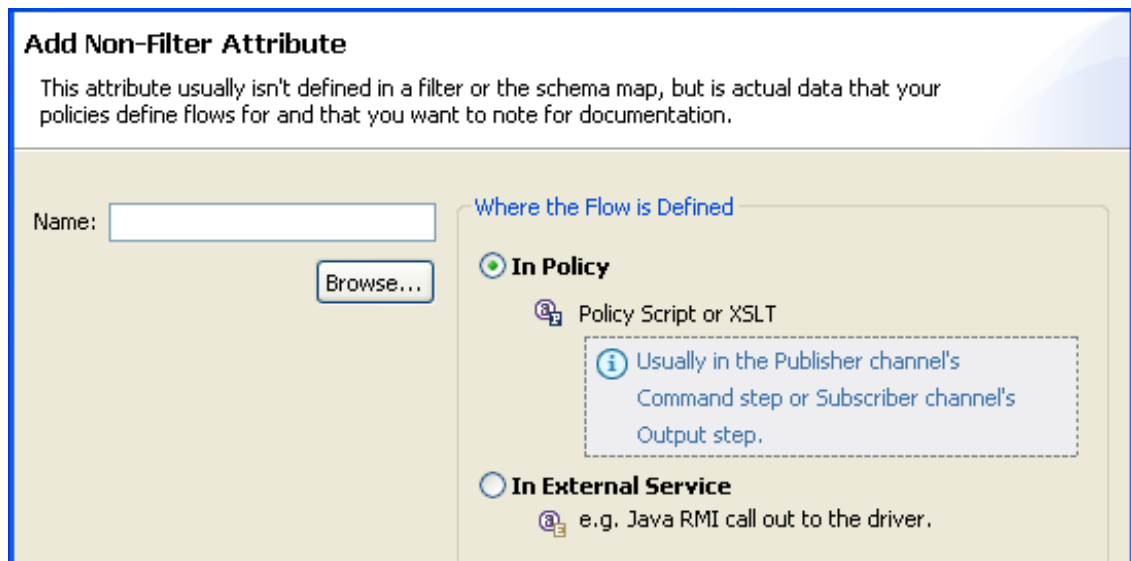 Add Non-Filter Attribute
This attribute usually isn't defined in a filter or the schema map, but is actual data that your
policies define flows for and that you want to note for documentation.
Name:
Browse...
Where the Flow is Defined
In Policy
Policy Script or XSLT
Usually in the Publisher channel's
Command step or Subscriber channel's
Output step.
In External Service
e.g. Java RMI call out to the driver.